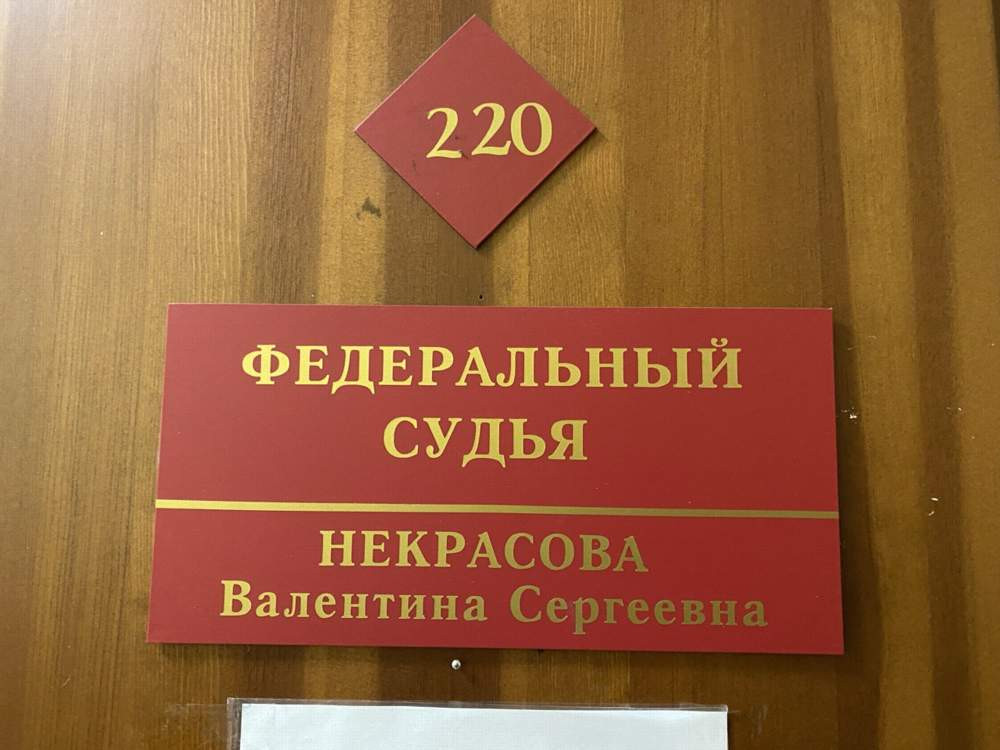 220
ФЕДЕРАЛЬНЫЙ
СУДЬЯ
НЕКРАСОВА
Валентина Сергеевна